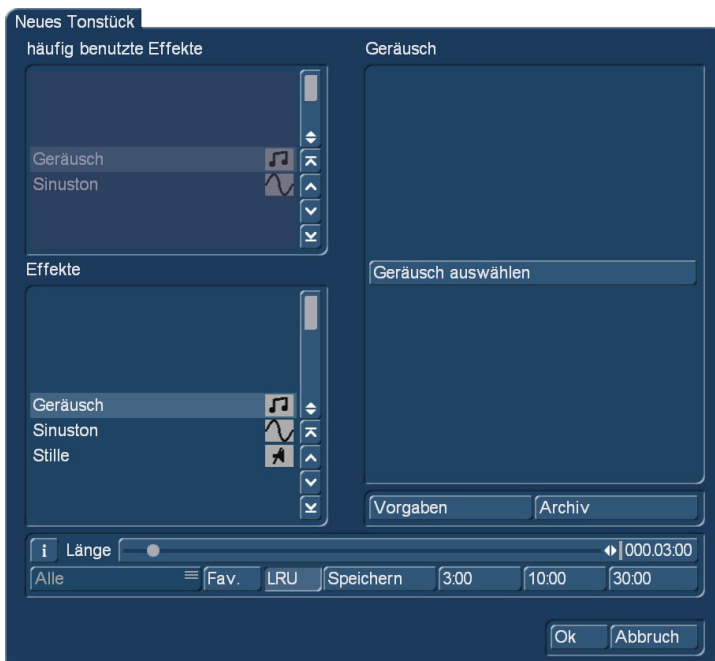 Neues Tonstück
häufig benutzte Effekte
Geräusch
Sinuston
Effekte
Geräusch
Sinuston
Stille
Geräusch
Geräusch auswählen
Vorgaben Archiv
i Länge 000.03:00
Alle Fav. LRU Speichern 3:00 10:00 30:00
Ok Abbruch